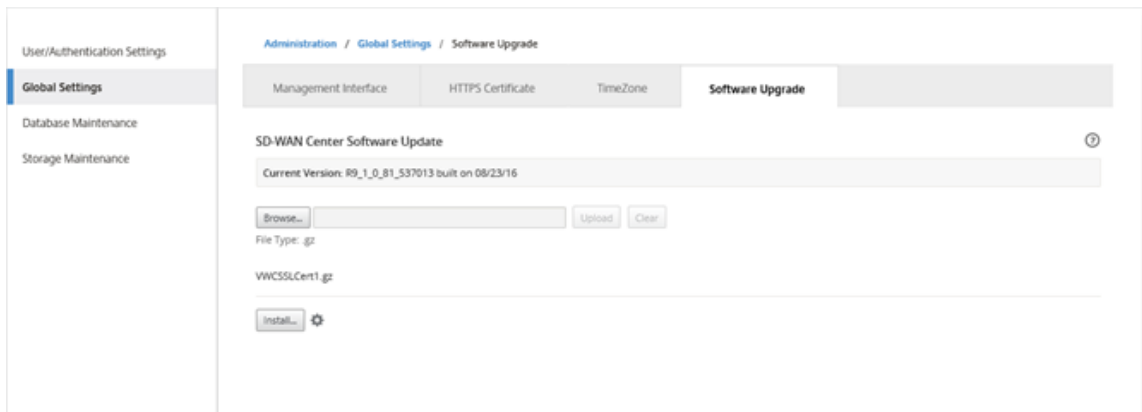 User/Authentication Settings
Global Settings
Database Maintenance
Storage Maintenance
Administration / Global Settings / Software Upgrade
Management Interface HTTPS Certificate TimeZone Software Upgrade
SD-WAN Center Software Update
?
Current Version: R9_1_0_81_537013 built on 08/23/16
Browse... Upload Clear
File Type: .gz
VWCSSLCert1.gz
Install...